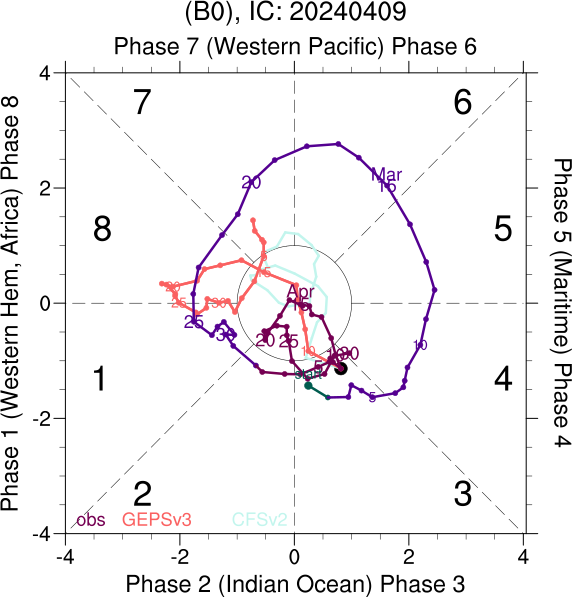 (B0), IC: 20240409
Phase 7 (Western Pacific) Phase 6
Phase 1 (Western Hem, Africa) Phase 8
Phase 5 (Maritime) Phase 4
4
2
0
-2
-4
7
6
8
5
1
4
2
3
Mar
15
20
25
10
5
Apr
20
25
obs
GEPSv3
CFSv2
-4
-2
0
2
4
Phase 2 (Indian Ocean) Phase 3